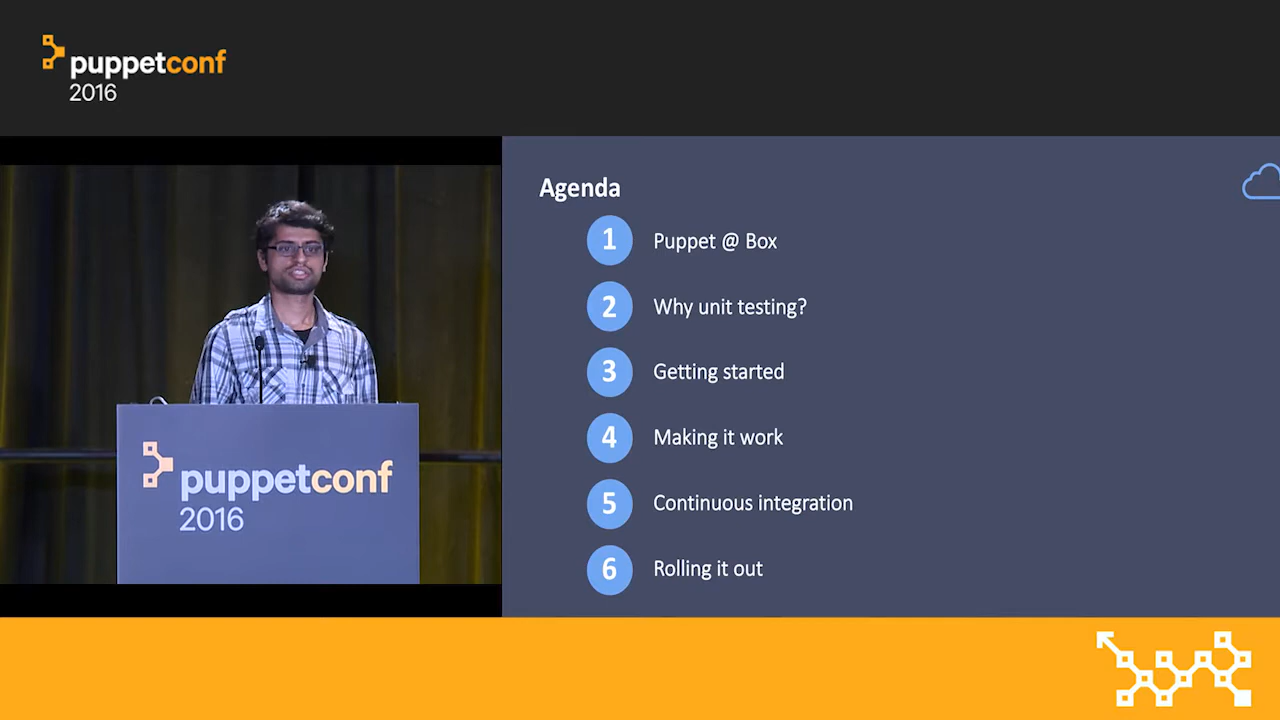 puppetconf
2016
Agenda
1 Puppet @ Box
2 Why unit testing?
3 Getting started
4 Making it work
5 Continuous integration
6 Rolling it out
puppetconf
2016